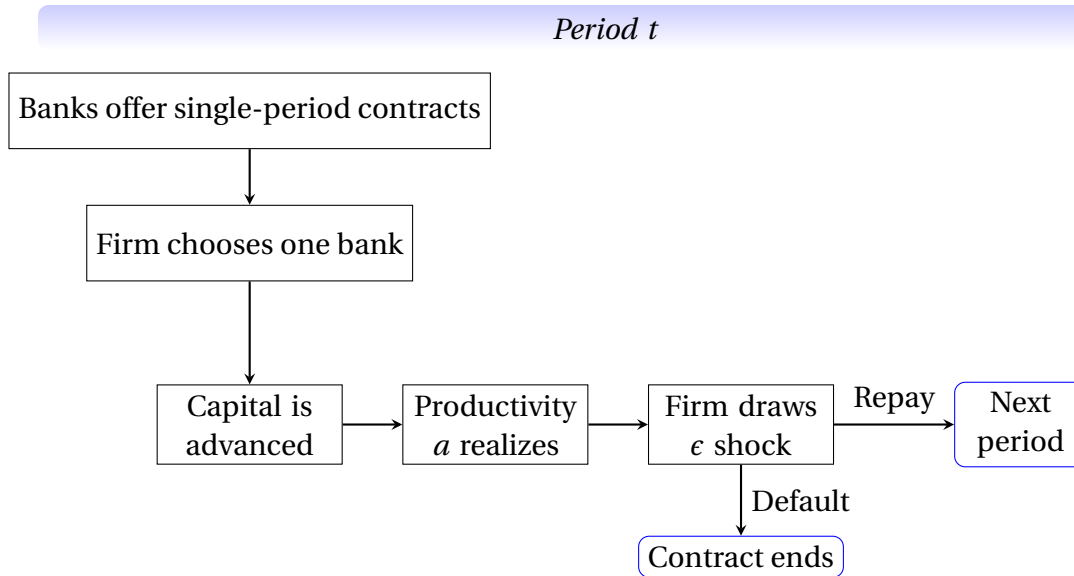 Period t
Banks offer single-period contracts
Firm chooses one bank
Capital is
advanced
Productivity
a realizes
Firm draws
ϵ shock
Repay
Next
period
Default
Contract ends